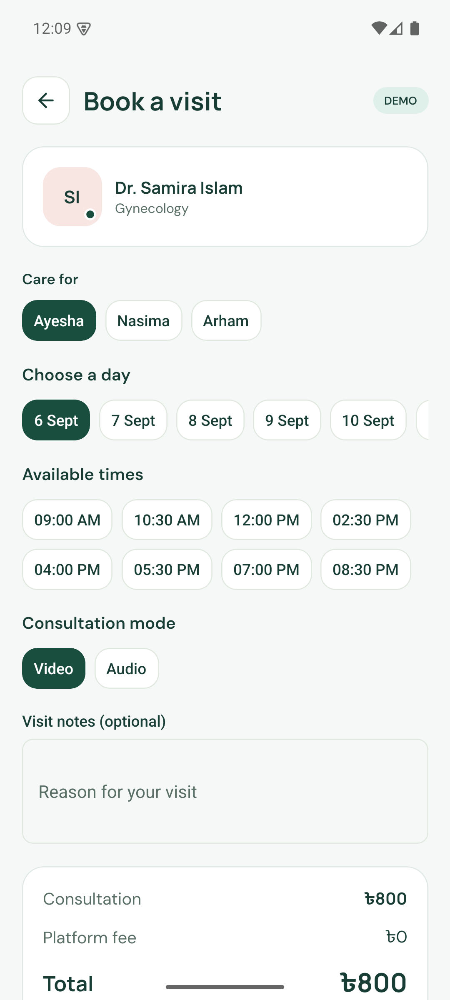 12:09
Book a visit
DEMO
SI
Dr. Samira Islam
Gynecology
Care for
Ayesha
Nasima
Arham
Choose a day
6 Sept
7 Sept
8 Sept
9 Sept
10 Sept
Available times
09:00 AM
10:30 AM
12:00 PM
02:30 PM
04:00 PM
05:30 PM
07:00 PM
08:30 PM
Consultation mode
Video
Audio
Visit notes (optional)
Reason for your visit
Consultation
৳800
Platform fee
৳0
Total
৳800